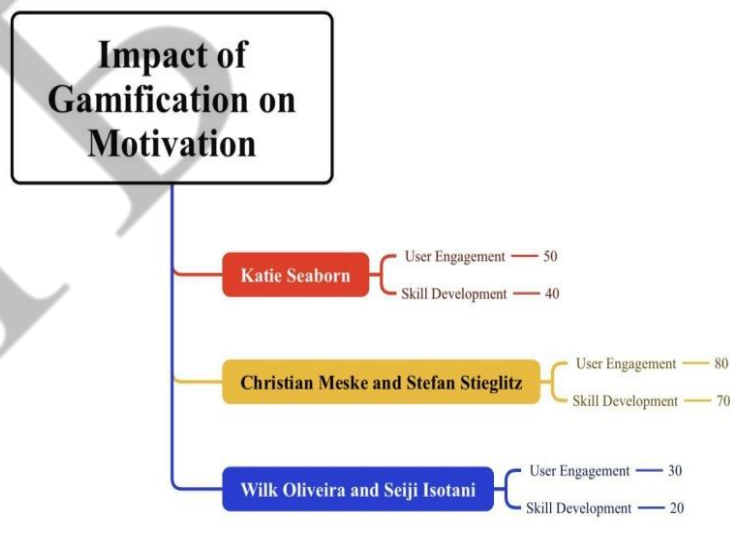 Impact of
Gamification on
Motivation
Katie Seaborn
User Engagement 50
Skill Development 40
Christian Meske and Stefan Stieglitz
User Engagement 80
Skill Development 70
Wilk Oliveira and Seiji Isotani
User Engagement 30
Skill Development 20